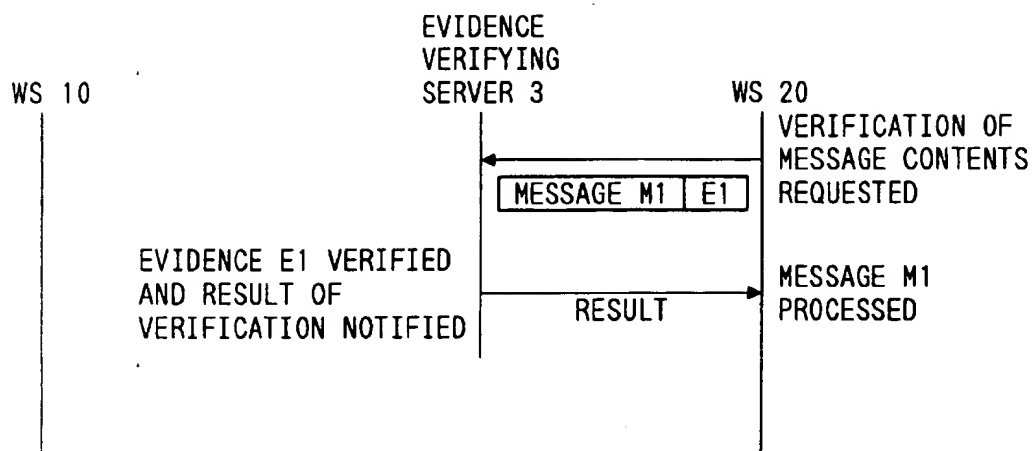 WS 10
EVIDENCE
VERIFYING
SERVER 3
WS 20
VERIFICATION OF
MESSAGE CONTENTS
REQUESTED
MESSAGE M1 E1
EVIDENCE E1 VERIFIED
AND RESULT OF
VERIFICATION NOTIFIED
RESULT
MESSAGE M1
PROCESSED